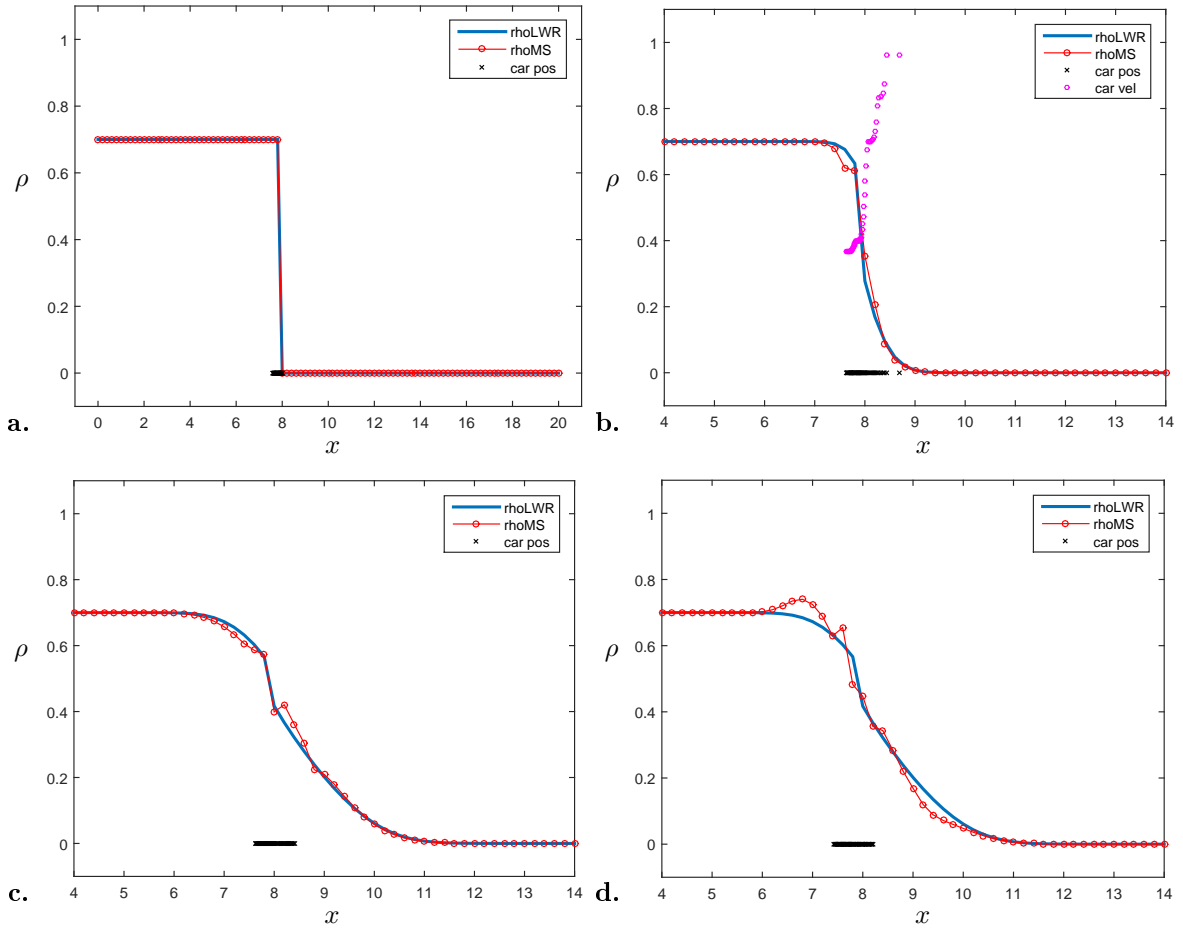 rhoLWR
rhoMS
car pos
1
0.8
0.6
0.4
0.2
0
ρ
0 2 4 6 8 10 12 14 16 18 20
x
a.
rhoLWR
rhoMS
car pos
car vel
1
0.8
0.6
0.4
0.2
0
ρ
4 5 6 7 8 9 10 11 12 13 14
x
b.
rhoLWR
rhoMS
car pos
1
0.8
0.6
0.4
0.2
0
ρ
4 5 6 7 8 9 10 11 12 13 14
x
c.
rhoLWR
rhoMS
car pos
1
0.8
0.6
0.4
0.2
0
ρ
4 5 6 7 8 9 10 11 12 13 14
x
d.